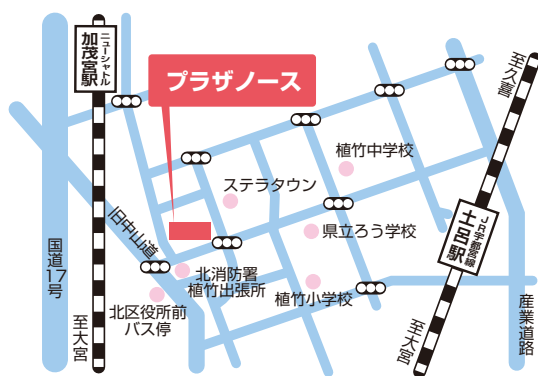 ニューシャトル
加茂宮駅
プラザノース
至久喜
植竹中学校
ステラタウン
旧中山道
県立ろう学校
JR宇都宮線
土呂駅
国道17号
北消防署
植竹出張所
植竹小学校
北区役所前
バス停
至大宮
至大宮
産業道路